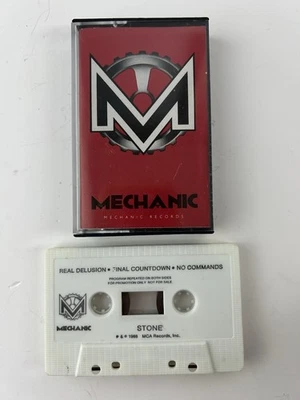 M
MECHANIC
MECHANIC RECORDS
REAL DELUSION • FINAL COUNTDOWN • NO COMMANDS
PROGRAM REPEATED ON BOTH SIDES
FOR PROMOTION ONLY NOT FOR SALE
M
MECHANIC
STONE
℗ & © 1988 MCA Records, Inc.